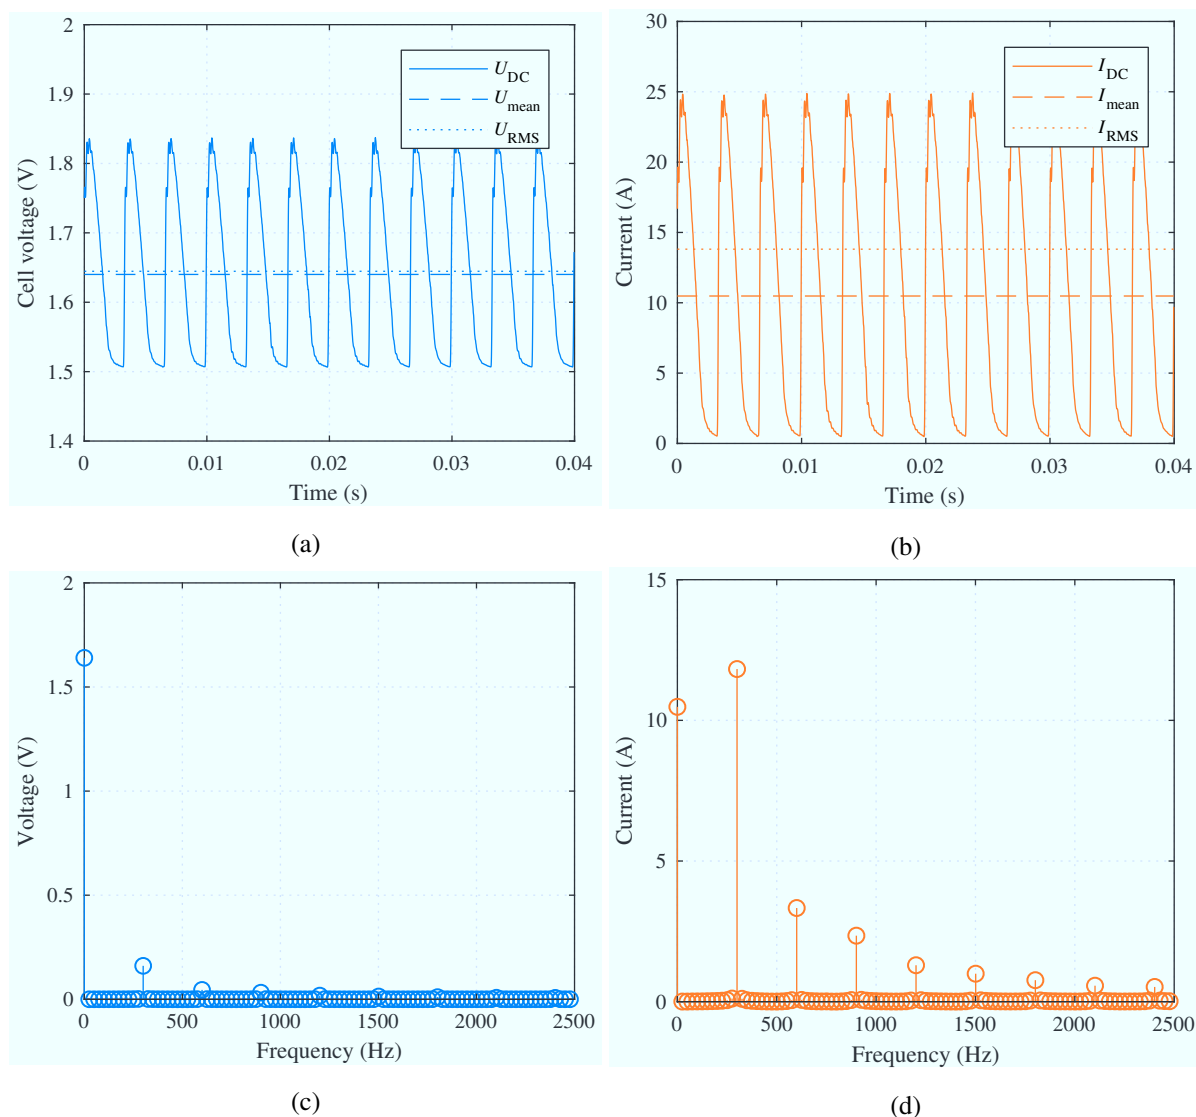 2
1.9
1.8
1.7
1.6
1.5
1.4
Cell voltage (V)
U_DC
U_mean
U_RMS
0 0.01 0.02 0.03 0.04
Time (s)
(a)
30
25
20
15
10
5
0
Current (A)
I_DC
I_mean
I_RMS
0 0.01 0.02 0.03 0.04
Time (s)
(b)
2
1.5
1
0.5
0
Voltage (V)
0 500 1000 1500 2000 2500
Frequency (Hz)
(c)
15
10
5
0
Current (A)
0 500 1000 1500 2000 2500
Frequency (Hz)
(d)